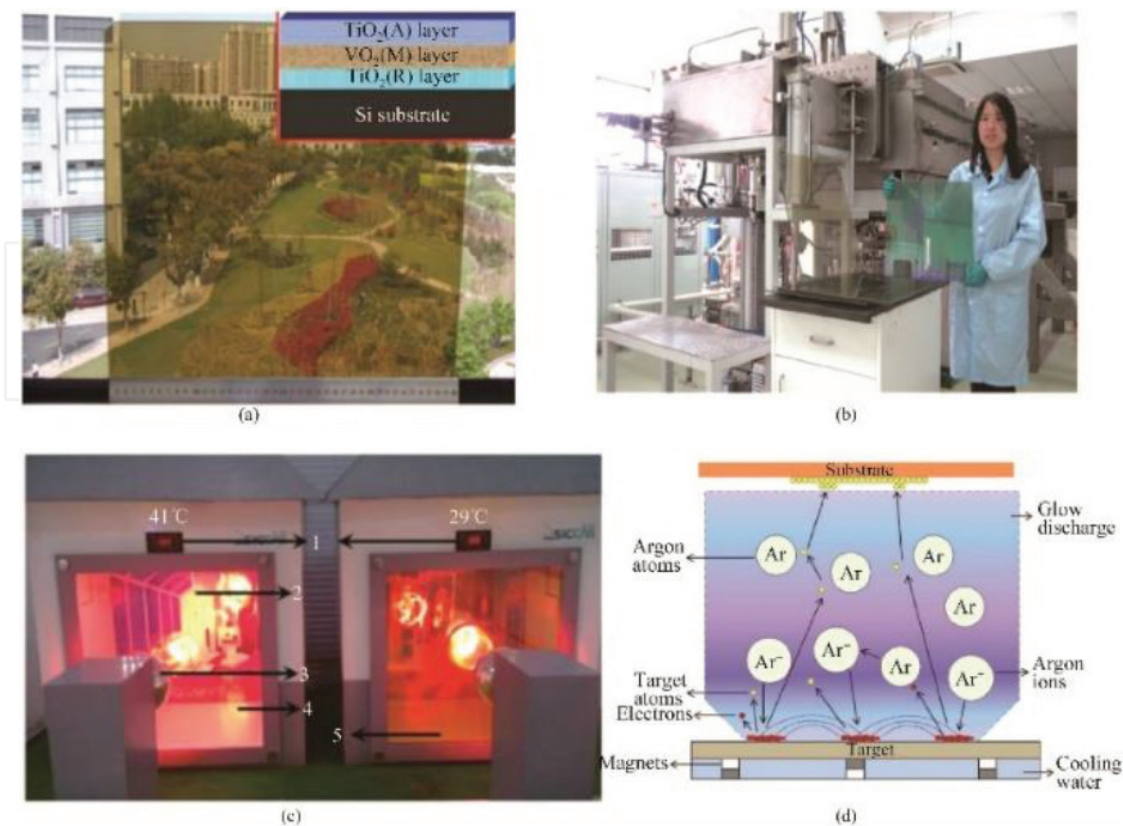 TiO2(A) layer
VO2(M) layer
TiO2(R) layer
Si substrate
(a)
(b)
41℃
29℃
1
2
3
4
5
(c)
Substrate
Glow
discharge
Argon
atoms
Ar
Ar
Ar
Ar
Ar-
Ar-
Ar
Ar-
Argon
ions
Target
atoms
Electrons
Target
Magnets
Cooling
water
(d)